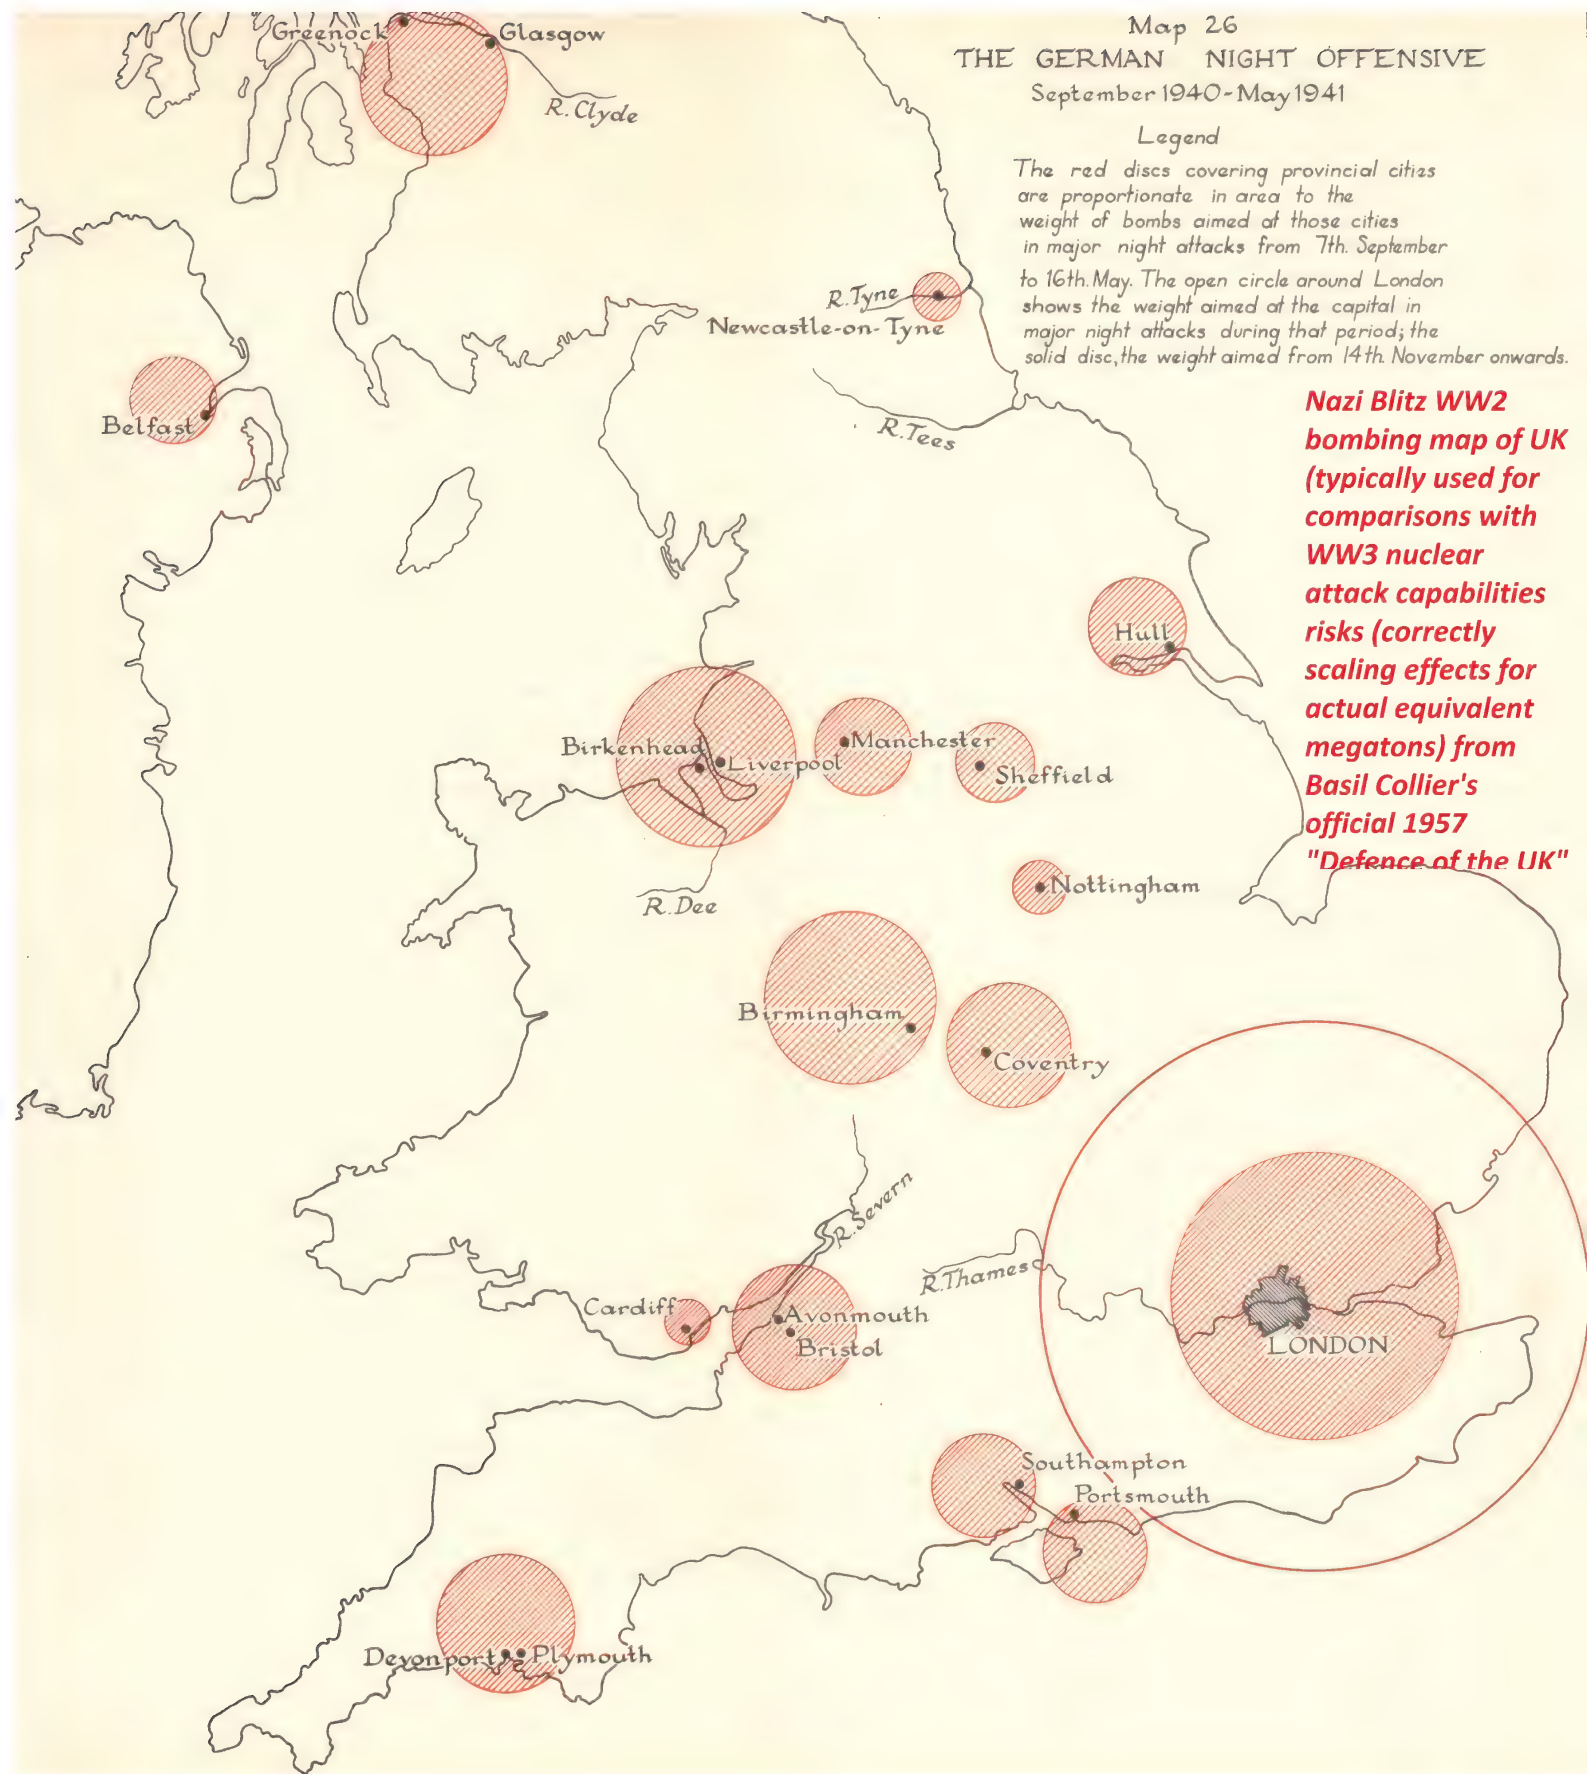 Map 26
THE GERMAN NIGHT OFFENSIVE
September 1940-May 1941
Legend
The red discs covering provincial cities
are proportionate in area to the
weight of bombs aimed at those cities
in major night attacks from 7th. September
to 16th. May. The open circle around London
shows the weight aimed at the capital in
major night attacks during that period; the
solid disc, the weight aimed from 14th. November onwards.
Nazi Blitz WW2
bombing map of UK
(typically used for
comparisons with
WW3 nuclear
attack capabilities
risks (correctly
scaling effects for
actual equivalent
megatons) from
Basil Collier's
official 1957
"Defence of the UK"
Greenock
Glasgow
R. Clyde
R. Tyne
Newcastle-on-Tyne
Belfast
R. Tees
Hull
Birkenhead
Liverpool
Manchester
Sheffield
R. Dee
Nottingham
Birmingham
Coventry
R. Severn
R. Thames
Cardiff
Avonmouth
Bristol
LONDON
Southampton
Portsmouth
Devonport
Plymouth